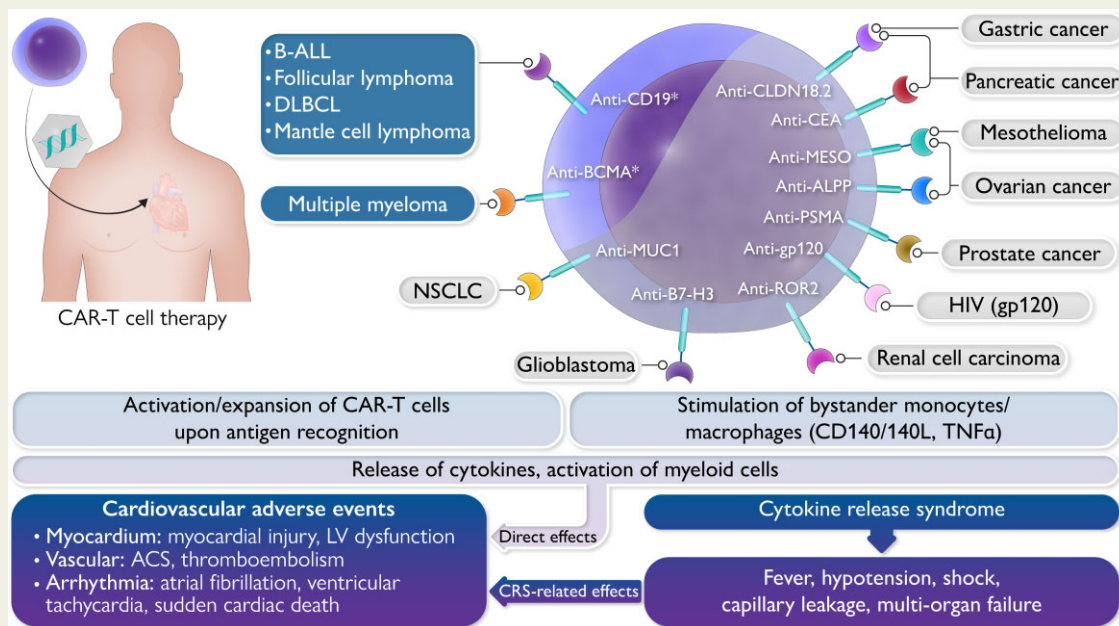 • B-ALL
• Follicular lymphoma
• DLBCL
• Mantle cell lymphoma
Multiple myeloma
NSCLC
Glioblastoma
Anti-CD19*
Anti-BCMA*
Anti-MUC1
Anti-B7-H3
Anti-CLDN18.2
Anti-CEA
Anti-MESO
Anti-ALPP
Anti-PSMA
Anti-gp120
Anti-ROR2
Gastric cancer
Pancreatic cancer
Mesothelioma
Ovarian cancer
Prostate cancer
HIV (gp120)
Renal cell carcinoma
CAR-T cell therapy
Activation/expansion of CAR-T cells
upon antigen recognition
Stimulation of bystander monocytes/
macrophages (CD140/140L, TNFα)
Release of cytokines, activation of myeloid cells
Cardiovascular adverse events
• Myocardium: myocardial injury, LV dysfunction
• Vascular: ACS, thromboembolism
• Arrhythmia: atrial fibrillation, ventricular
tachycardia, sudden cardiac death
Direct effects
CRS-related effects
Cytokine release syndrome
Fever, hypotension, shock,
capillary leakage, multi-organ failure